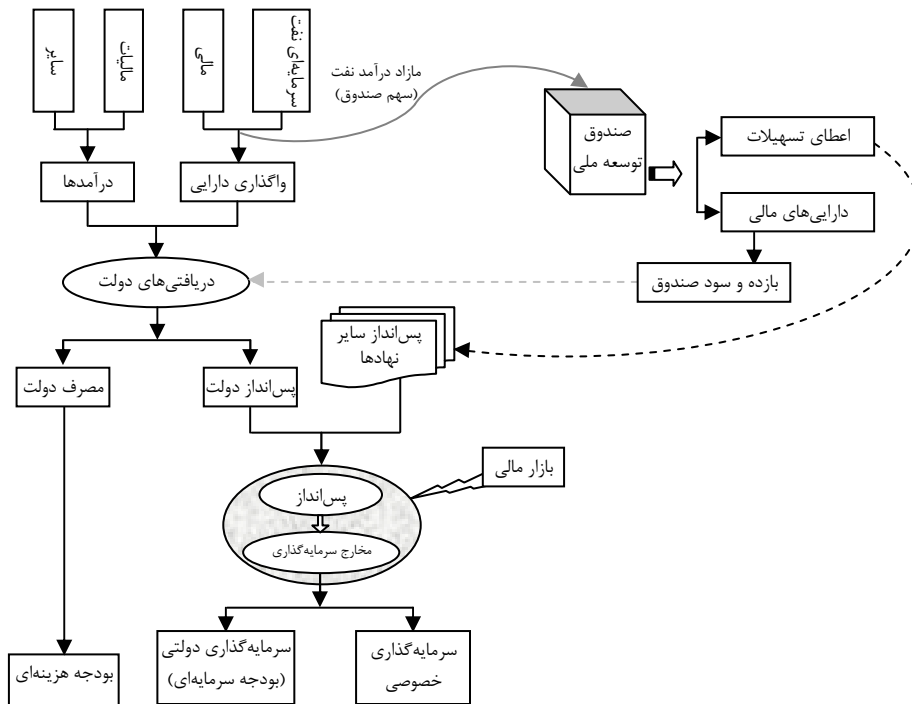 سرمایه‌ای نفت
مالی
مالیات
سایر
مازاد درآمد نفت
(سهم صندوق)
صندوق
توسعه ملی
اعطای تسهیلات
دارایی‌های مالی
بازده و سود صندوق
واگذاری دارایی
درآمدها
دریافتی‌های دولت
پس‌انداز سایر
نهادها
پس‌انداز دولت
مصرف دولت
بازار مالی
پس‌انداز
مخارج سرمایه‌گذاری
سرمایه‌گذاری
خصوصی
سرمایه‌گذاری دولتی
(بودجه سرمایه‌ای)
بودجه هزینه‌ای